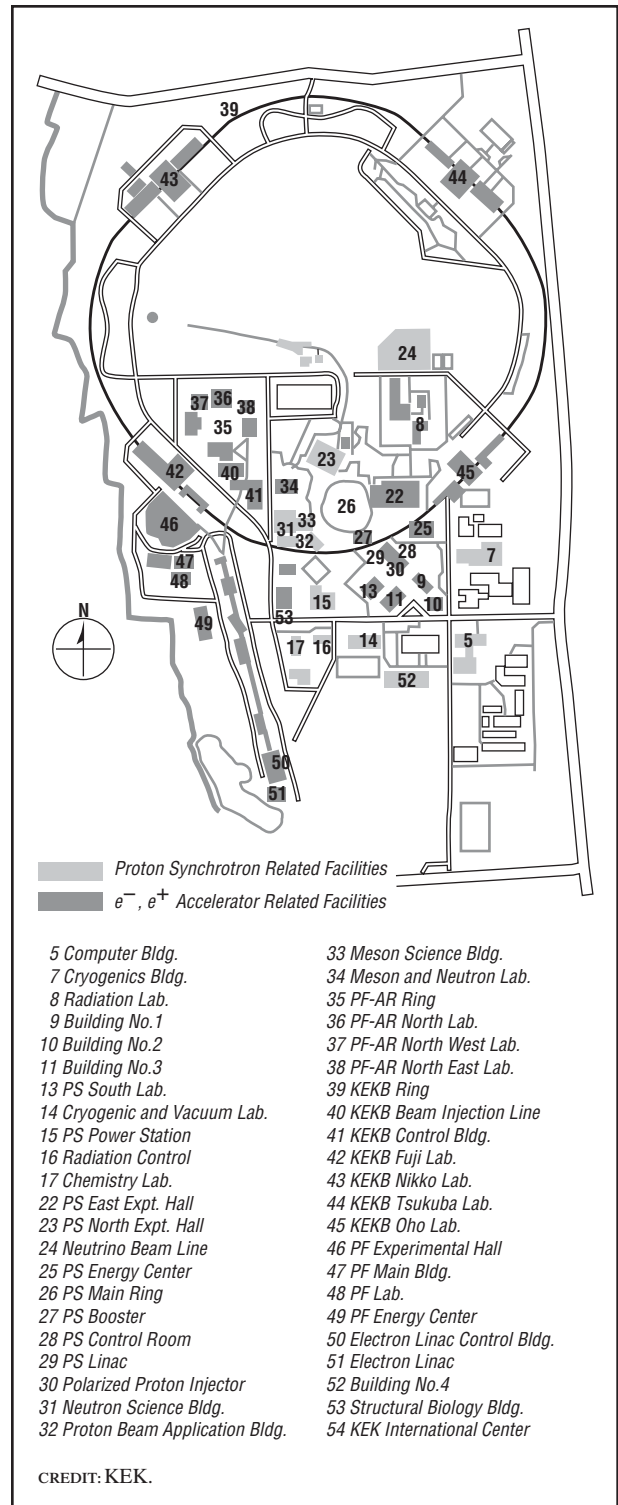 39
43
44
24
37
36
38
35
8
23
42
40
45
34
41
26
22
46
33
31
25
32
27
28
29
7
47
30
48
9
13
11
10
15
49
53
N
17
16
14
5
52
50
51
Proton Synchrotron Related Facilities
e−, e+ Accelerator Related Facilities
5 Computer Bldg.
7 Cryogenics Bldg.
8 Radiation Lab.
9 Building No.1
10 Building No.2
11 Building No.3
13 PS South Lab.
14 Cryogenic and Vacuum Lab.
15 PS Power Station
16 Radiation Control
17 Chemistry Lab.
22 PS East Expt. Hall
23 PS North Expt. Hall
24 Neutrino Beam Line
25 PS Energy Center
26 PS Main Ring
27 PS Booster
28 PS Control Room
29 PS Linac
30 Polarized Proton Injector
31 Neutron Science Bldg.
32 Proton Beam Application Bldg.
33 Meson Science Bldg.
34 Meson and Neutron Lab.
35 PF-AR Ring
36 PF-AR North Lab.
37 PF-AR North West Lab.
38 PF-AR North East Lab.
39 KEKB Ring
40 KEKB Beam Injection Line
41 KEKB Control Bldg.
42 KEKB Fuji Lab.
43 KEKB Nikko Lab.
44 KEKB Tsukuba Lab.
45 KEKB Oho Lab.
46 PF Experimental Hall
47 PF Main Bldg.
48 PF Lab.
49 PF Energy Center
50 Electron Linac Control Bldg.
51 Electron Linac
52 Building No.4
53 Structural Biology Bldg.
54 KEK International Center
CREDIT: KEK.